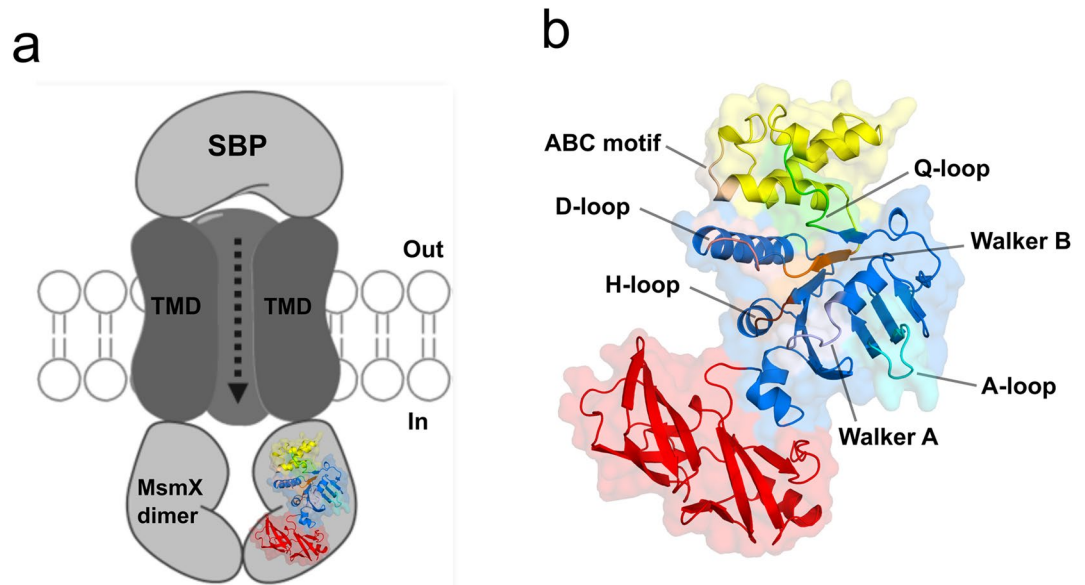 a
SBP
Out
TMD
TMD
In
MsmX
dimer
b
ABC motif
Q-loop
D-loop
Walker B
H-loop
A-loop
Walker A